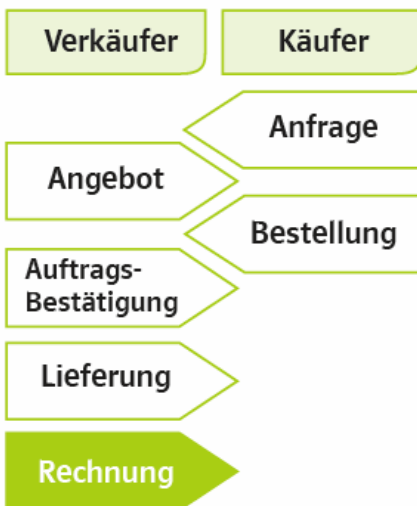 Verkäufer
Käufer
Anfrage
Angebot
Bestellung
Auftrags-
Bestätigung
Lieferung
Rechnung